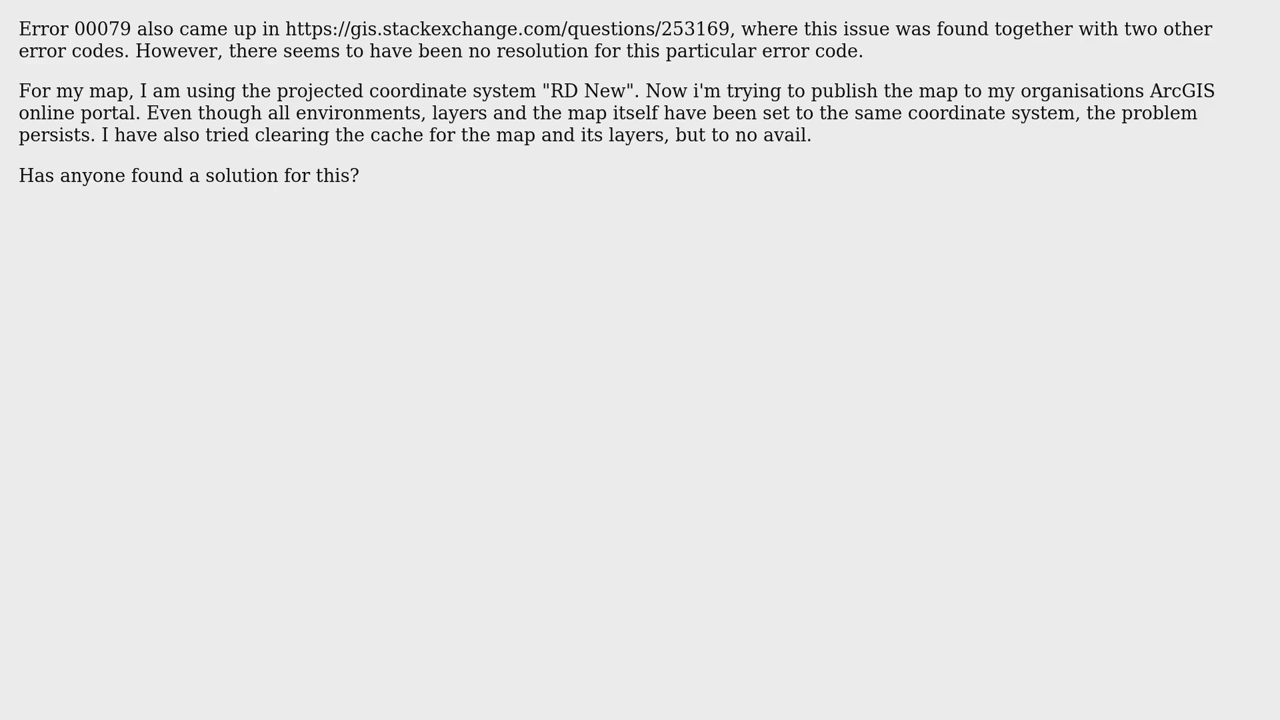 Error 00079 also came up in https://gis.stackexchange.com/questions/253169, where this issue was found together with two other
error codes. However, there seems to have been no resolution for this particular error code.
For my map, I am using the projected coordinate system "RD New". Now i'm trying to publish the map to my organisations ArcGIS
online portal. Even though all environments, layers and the map itself have been set to the same coordinate system, the problem
persists. I have also tried clearing the cache for the map and its layers, but to no avail.
Has anyone found a solution for this?